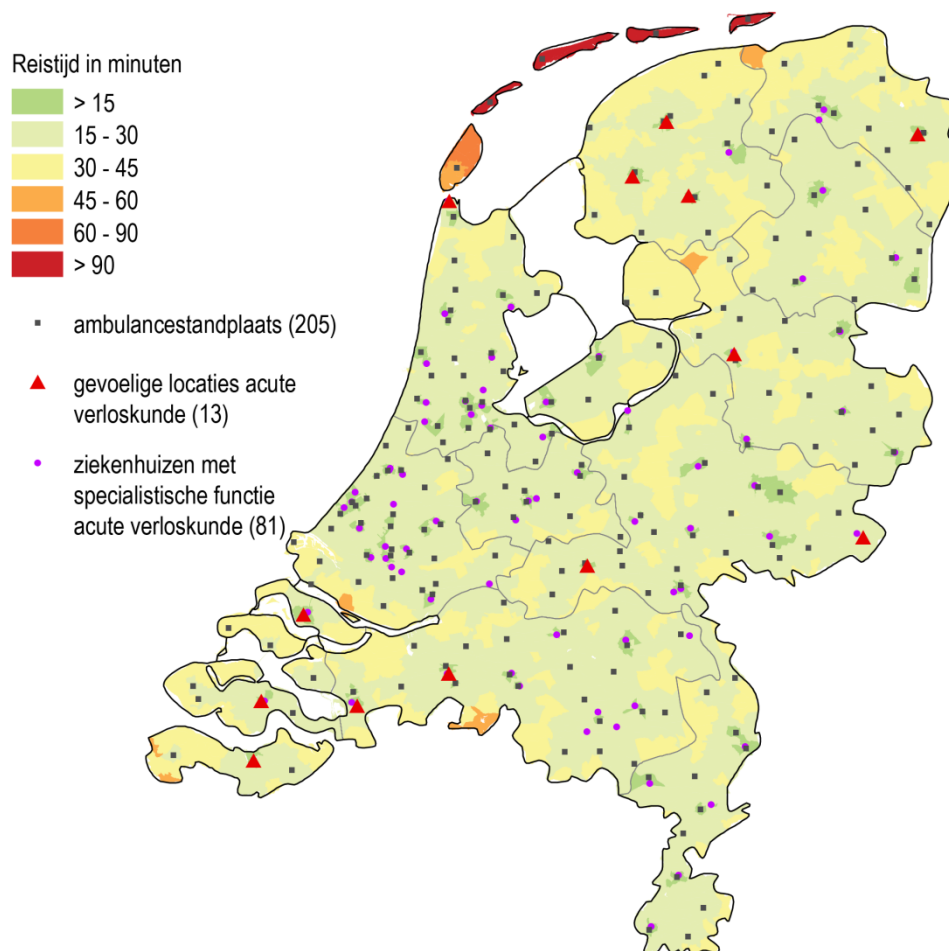 Reistijd in minuten
> 15
15 - 30
30 - 45
45 - 60
60 - 90
> 90
ambulancestandplaats (205)
gevoelige locaties acute
verloskunde (13)
ziekenhuizen met
specialistische functie
acute verloskunde (81)